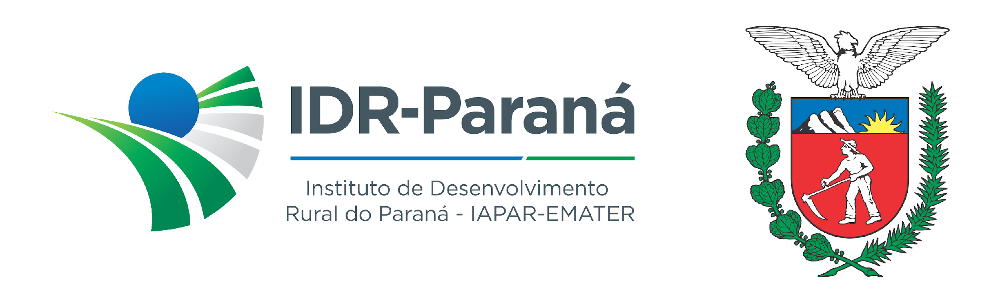 IDR-Paraná
Instituto de Desenvolvimento
Rural do Paraná - IAPAR-EMATER